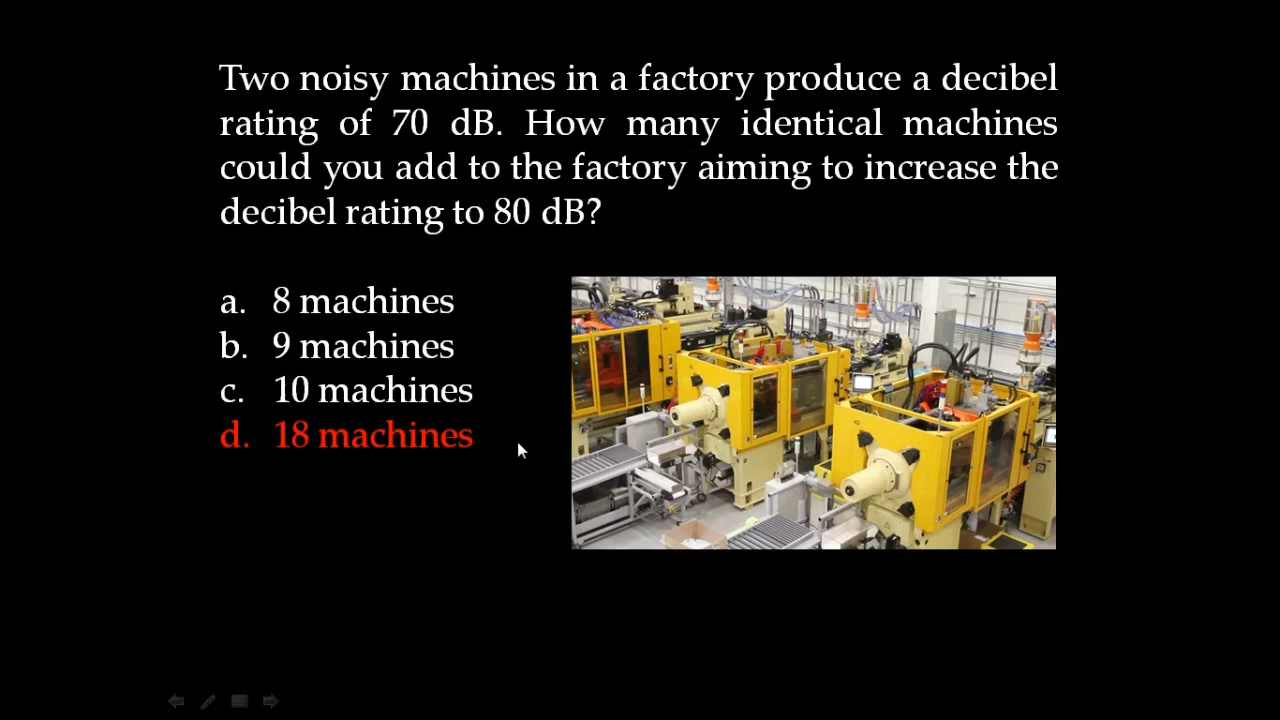 Two noisy machines in a factory produce a decibel
rating of 70 dB. How many identical machines
could you add to the factory aiming to increase the
decibel rating to 80 dB?
a. 8 machines
b. 9 machines
c. 10 machines
d. 18 machines